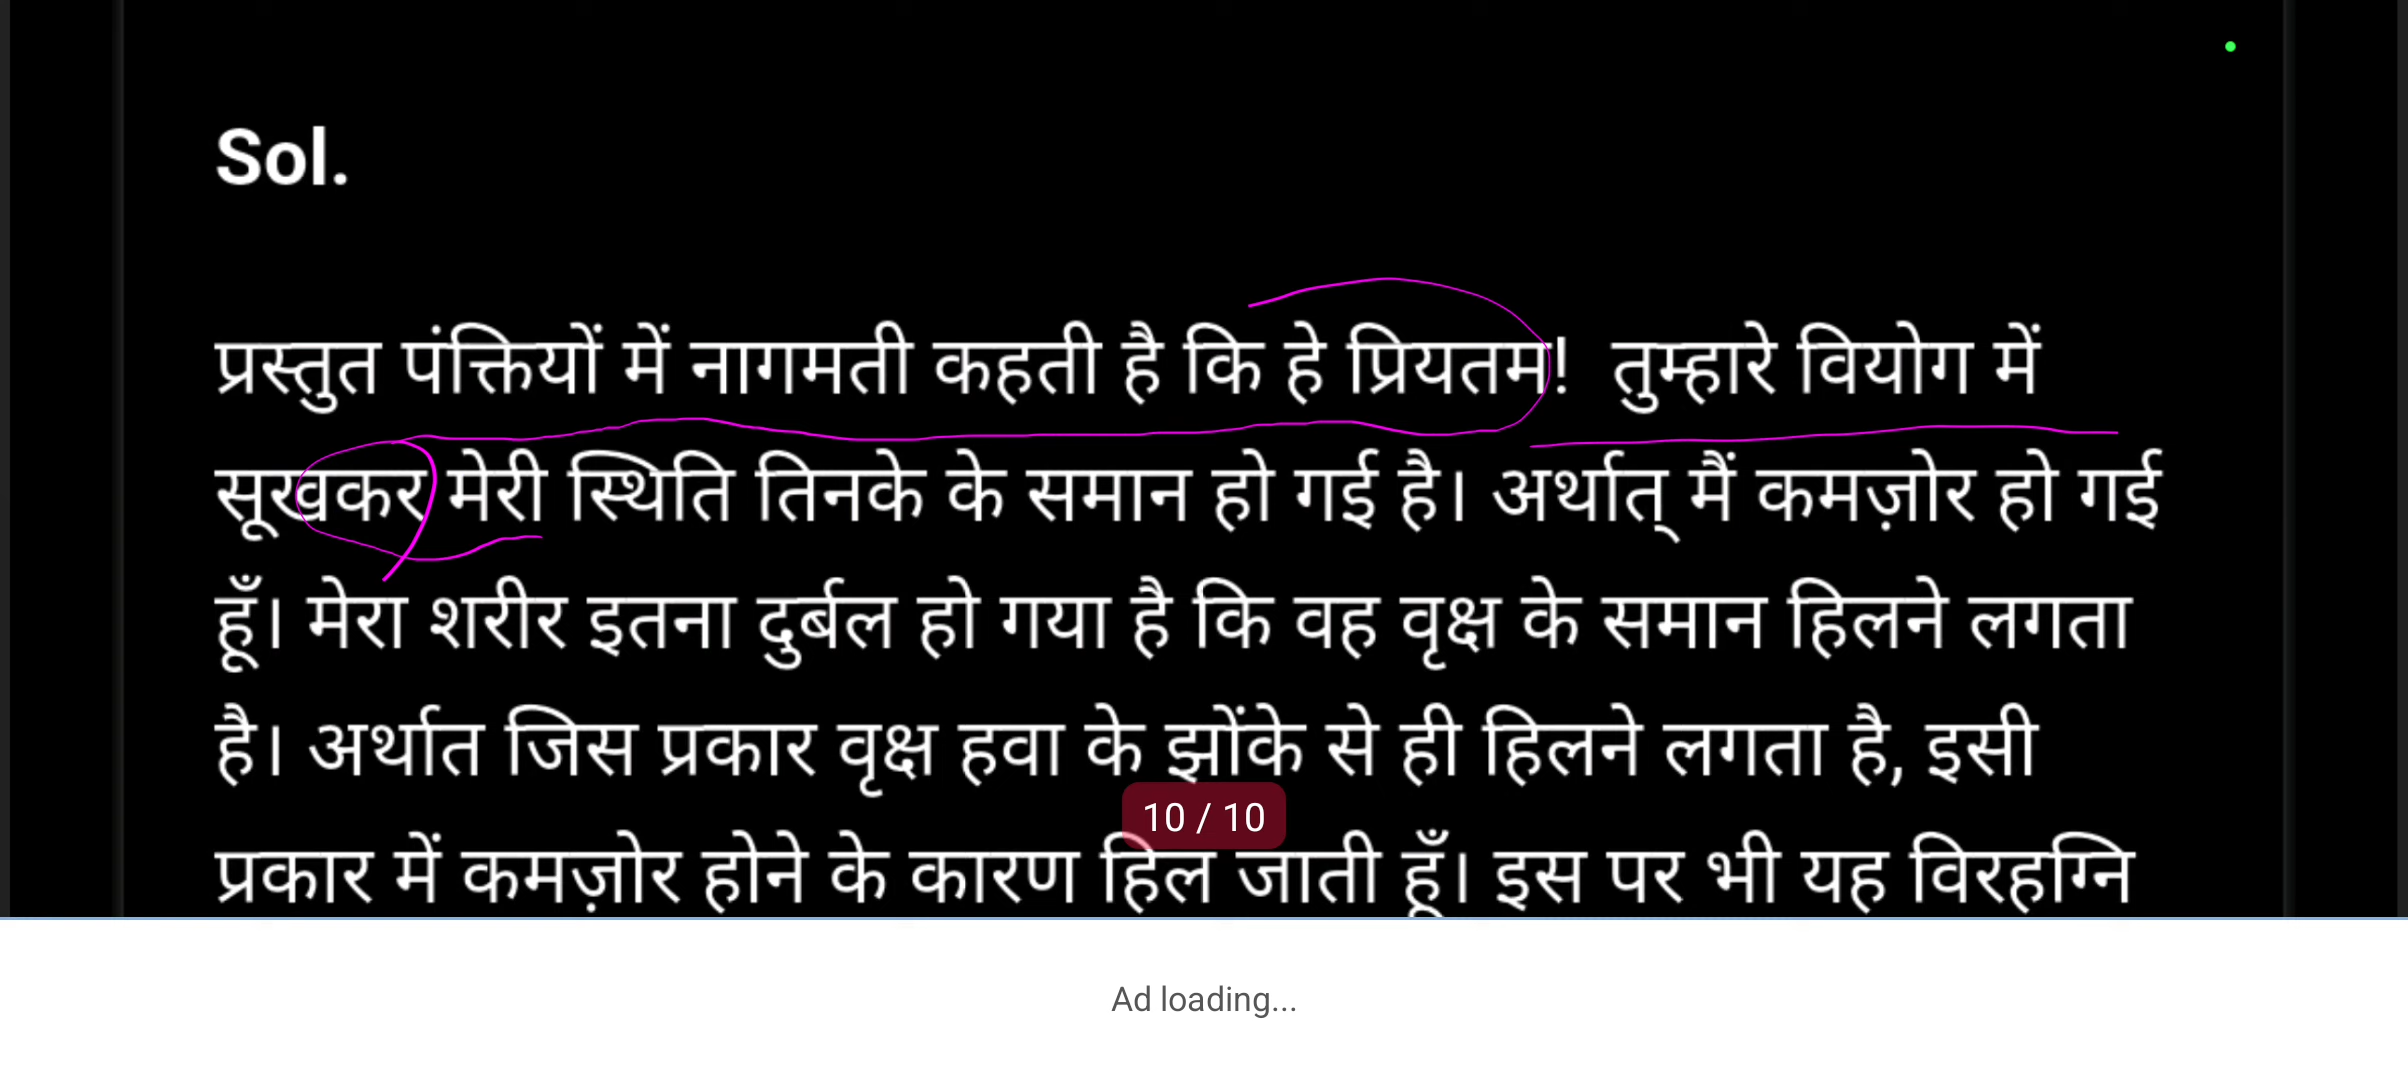 Sol.
प्रस्तुत पंक्तियों में नागमती कहती है कि हे प्रियतम! तुम्हारे वियोग में
सूखकर मेरी स्थिति तिनके के समान हो गई है। अर्थात् मैं कमज़ोर हो गई
हूँ। मेरा शरीर इतना दुर्बल हो गया है कि वह वृक्ष के समान हिलने लगता
है। अर्थात जिस प्रकार वृक्ष हवा के झोंके से ही हिलने लगता है, इसी
10 / 10
प्रकार में कमज़ोर होने के कारण हिल जाती हूँ। इस पर भी यह विरहग्नि
Ad loading...